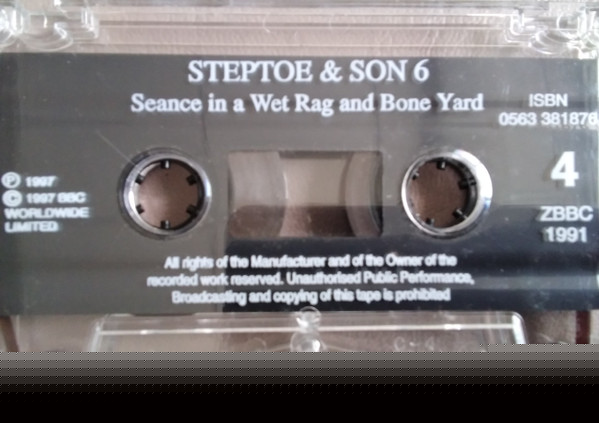 STEPTOE & SON 6
Seance in a Wet Rag and Bone Yard
ISBN
0563 381876
4
ZBBC
1991
℗ 1997
© 1997 BBC
WORLDWIDE
LIMITED
All rights of the Manufacturer and of the Owner of the
recorded work reserved. Unauthorised Public Performance,
Broadcasting and copying of this tape is prohibited